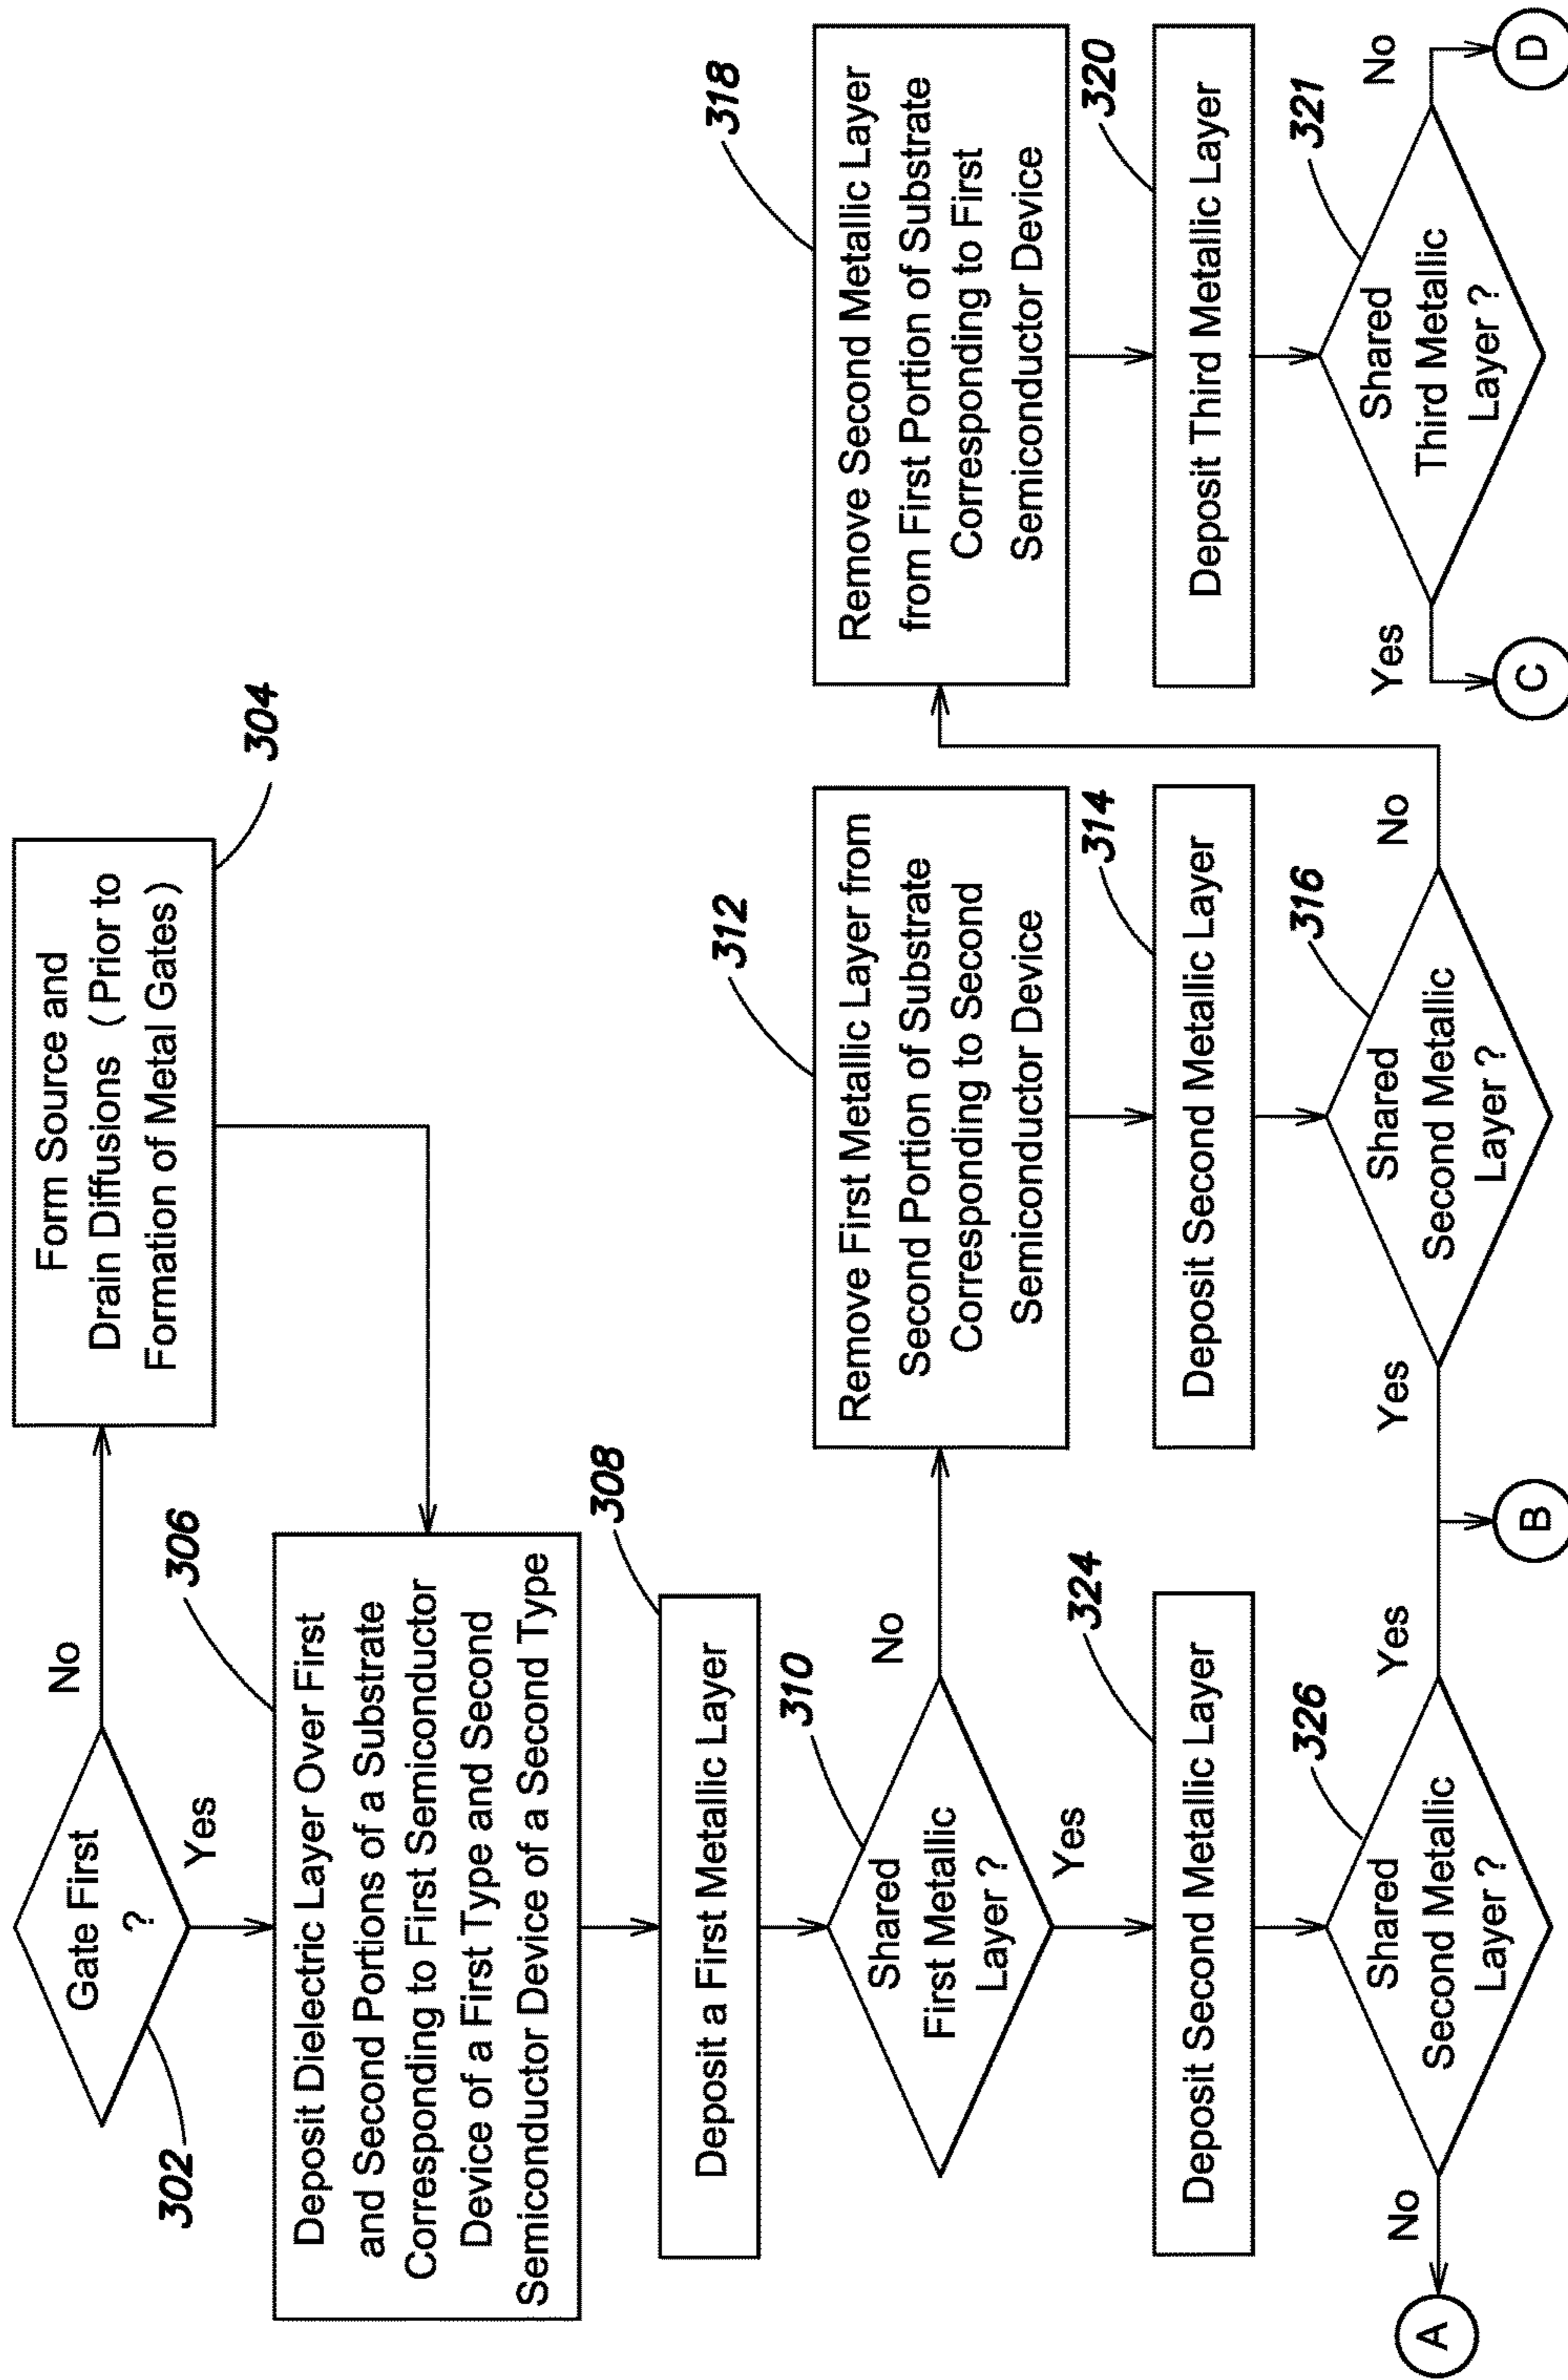 Gate First
?
302
No
Yes
Form Source and
Drain Diffusions (Prior to
Formation of Metal Gates)
304
306
Deposit Dielectric Layer Over First
and Second Portions of a Substrate
Corresponding to First Semiconductor
Device of a First Type and Second
Semiconductor Device of a Second Type
308
Deposit a First Metallic Layer
310
Shared
First Metallic
Layer ?
No
Yes
312
Remove First Metallic Layer from
Second Portion of Substrate
Corresponding to Second
Semiconductor Device
314
Deposit Second Metallic Layer
316
Shared
Second Metallic
Layer ?
Yes
No
318
Remove Second Metallic Layer
from First Portion of Substrate
Corresponding to First
Semiconductor Device
320
Deposit Third Metallic Layer
321
Shared
Third Metallic
Layer ?
Yes
No
324
Deposit Second Metallic Layer
326
Shared
Second Metallic
Layer ?
No
Yes
A
B
C
D